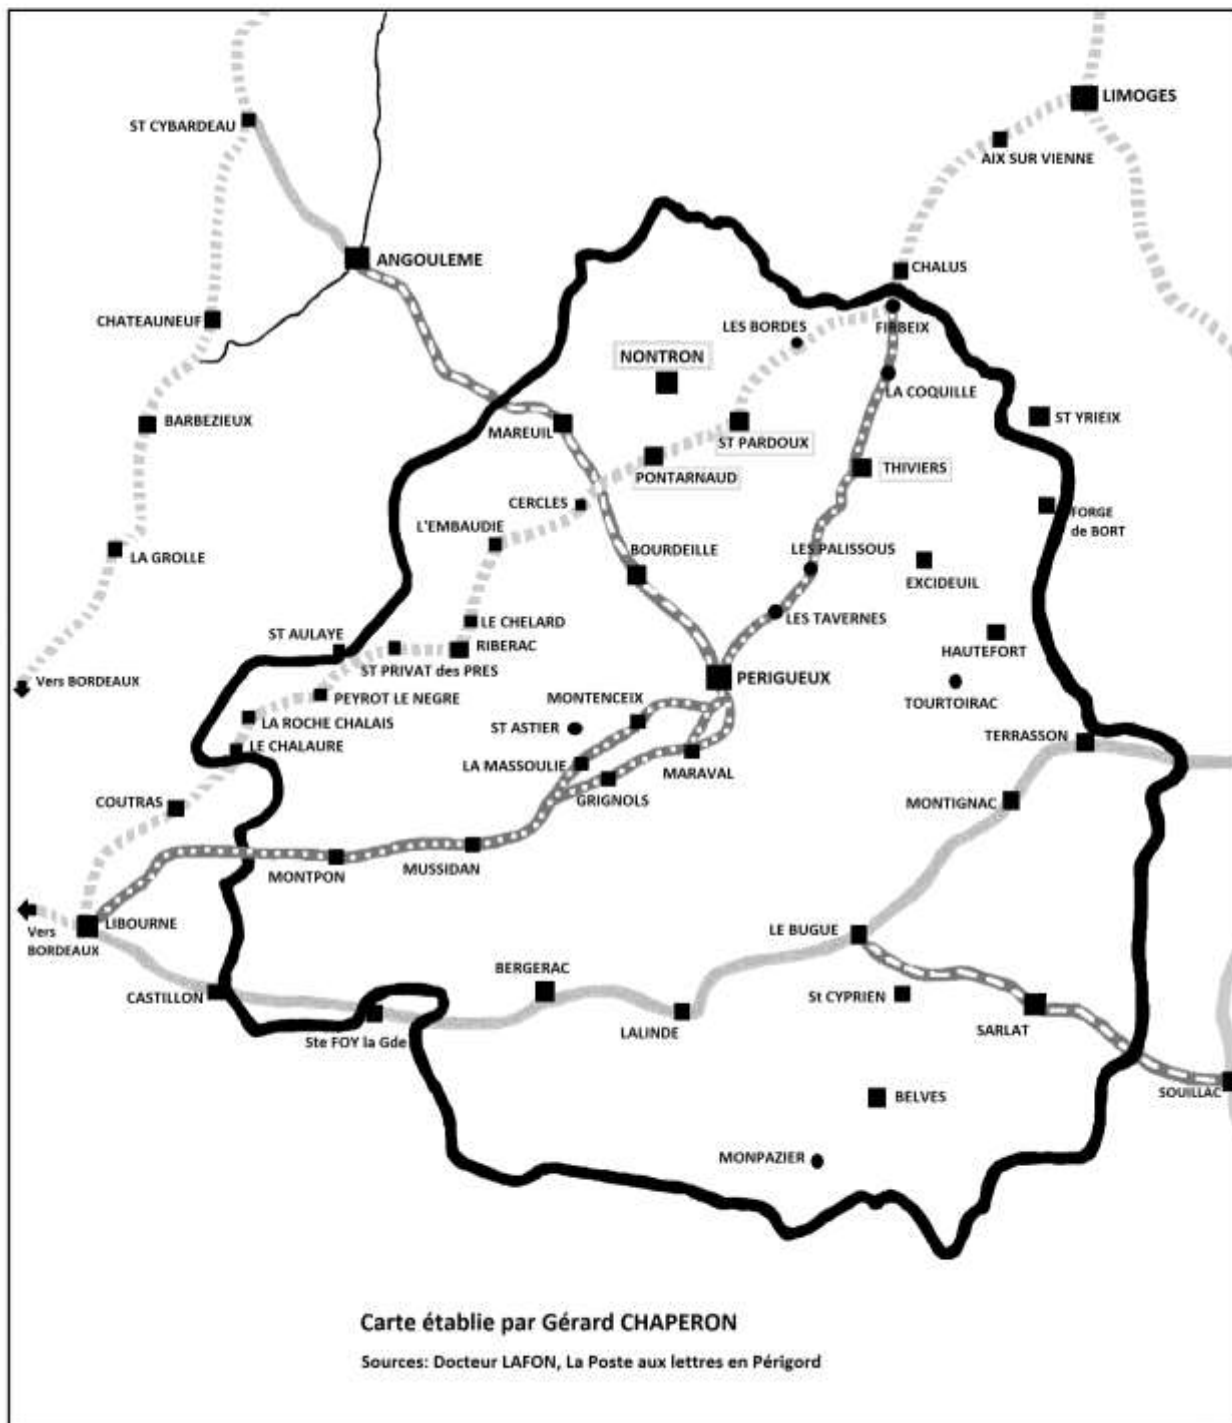 LIMOGES
ST CYBARDEAU
AIX SUR VIENNE
ANGOULEME
CHALUS
CHATEAUNEUF
LES BORDES
FIRBEIX
NONTRON
LA COQUILLE
BARBEZIEUX
MAREUIL
ST PARDOUX
ST YRIEIX
THIVIERS
PONTARNAUD
CERCLES
FORGE
de BORT
L'EMBAUDIE
LA GROLLE
BOURDEILLE
LES PALISSOUS
EXCIDEUIL
LES TAVERNES
LE CHELARD
ST AULAYE
RIBERAC
HAUTEFORT
ST PRIVAT des PRES
Vers BORDEAUX
PERIGUEUX
PEYROT LE NEGRE
MONTENCEIX
TOURTOIRAC
LA ROCHE CHALAIS
ST ASTIER
TERRASSON
LE CHALAURE
LA MASSOULIE
MARAVAL
GRIGNOLS
COUTRAS
MONTIGNAC
MUSSIDAN
MONTPON
LIBOURNE
Vers
BORDEAUX
LE BUGUE
BERGERAC
CASTILLON
St CYPRIEN
SARLAT
LALINDE
Ste FOY la Gde
SOUILLAC
BELVES
MONPAZIER
Carte établie par Gérard CHAPERON
Sources: Docteur LAFON, La Poste aux lettres en Périgord